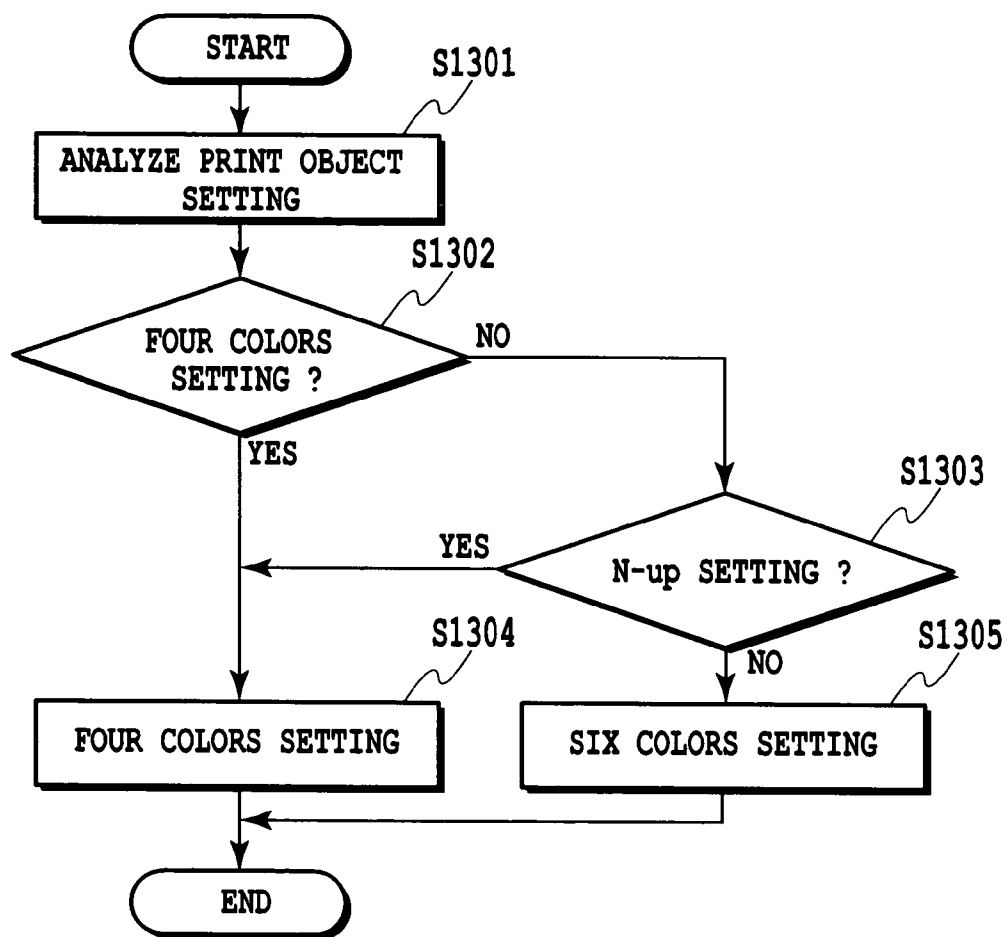 START
S1301
ANALYZE PRINT OBJECT
SETTING
S1302
FOUR COLORS
SETTING ?
NO
YES
S1303
YES
N-up SETTING ?
S1304
NO
S1305
FOUR COLORS SETTING
SIX COLORS SETTING
END